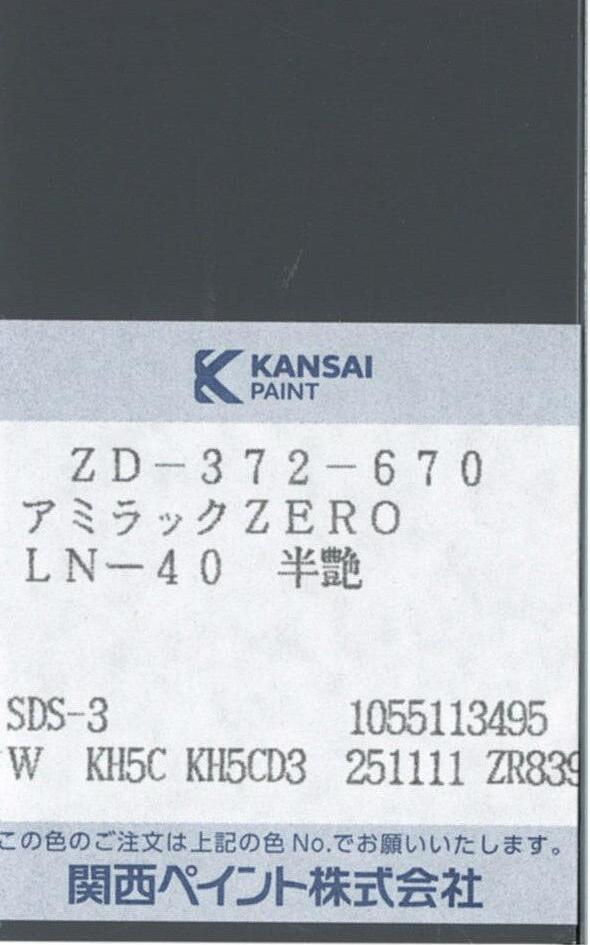 KANSAI
PAINT
ZD-372-670
アミラックZERO
LN-40 半艶
SDS-3 1055113495
W KH5C KH5CD3 251111 ZR839
この色のご注文は上記の色No.でお願いいたします。
関西ペイント株式会社